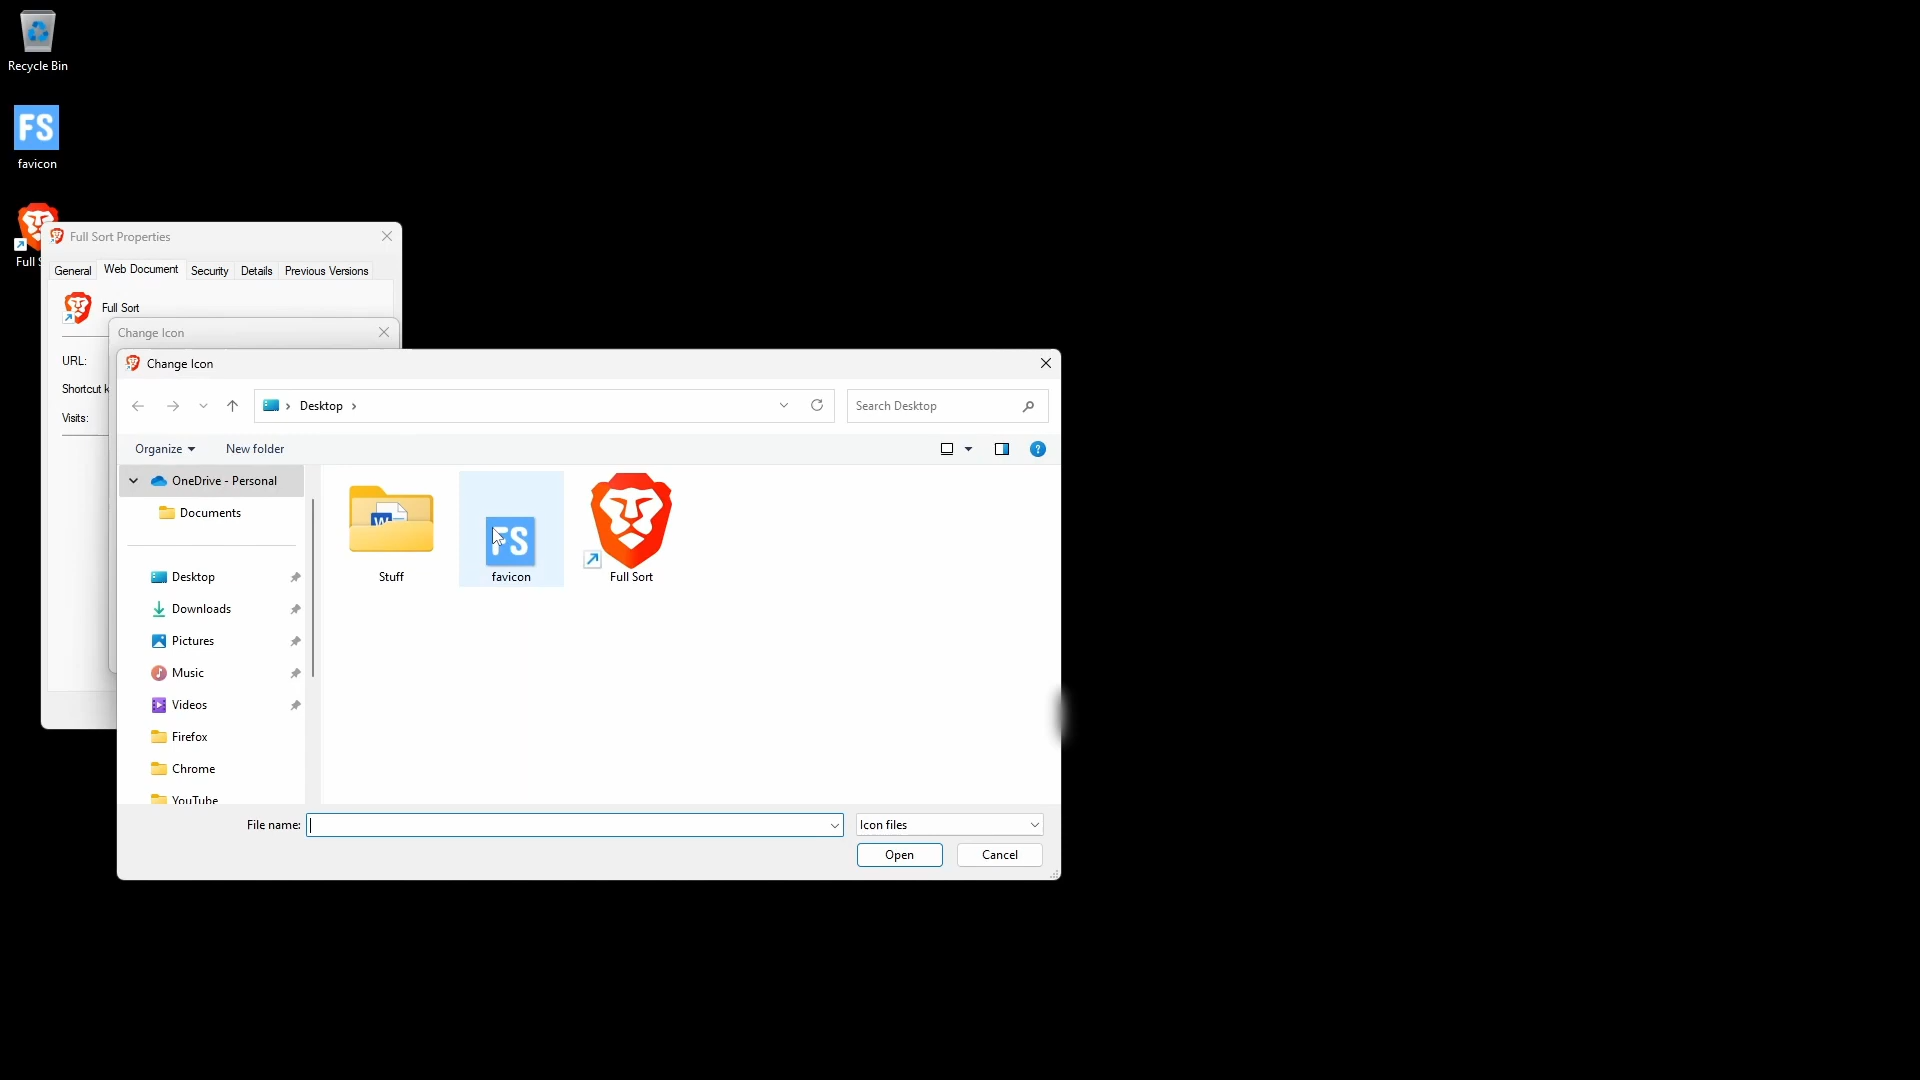 Recycle Bin
FS
favicon
Full S
Full Sort Properties
General
Web Document
Security
Details
Previous Versions
Full Sort
Change Icon
URL:
Shortcut k
Visits:
Change Icon
Desktop
Search Desktop
Organize
New folder
?
OneDrive - Personal
Documents
Desktop
Downloads
Pictures
Music
Videos
Firefox
Chrome
YouTube
W
Stuff
FS
favicon
Full Sort
File name:
Icon files
Open
Cancel